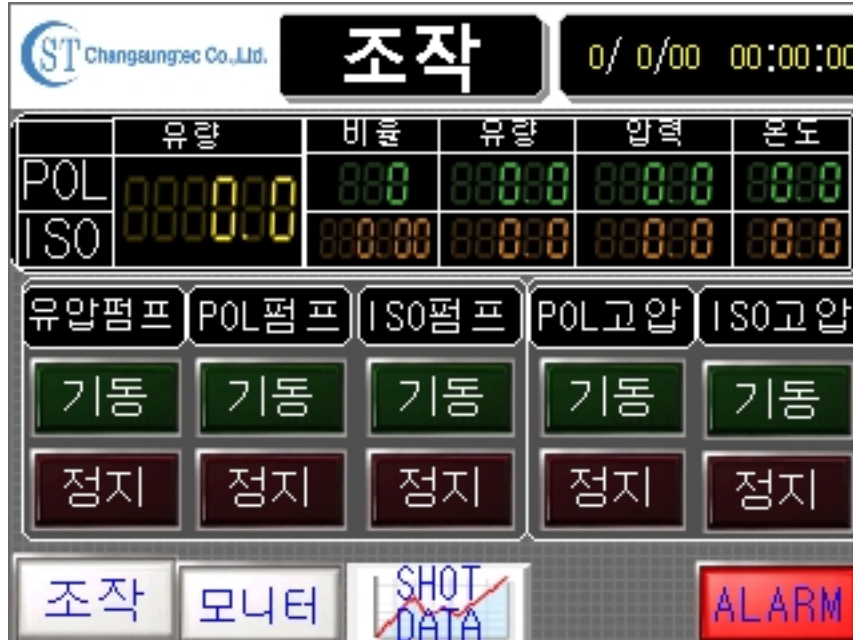 ST Changsungtec Co.,Ltd. 조작 0/ 0/00 00:00:00
유량 비율 유량 압력 온도
POL 0.0 0 0.0 0.0 0.0
ISO 0.00 0.0 0.0 0.0
유압펌프 POL펌프 ISO펌프 POL고압 ISO고압
기동 기동 기동 기동 기동
정지 정지 정지 정지 정지
조작 모니터 SHOT DATA ALARM